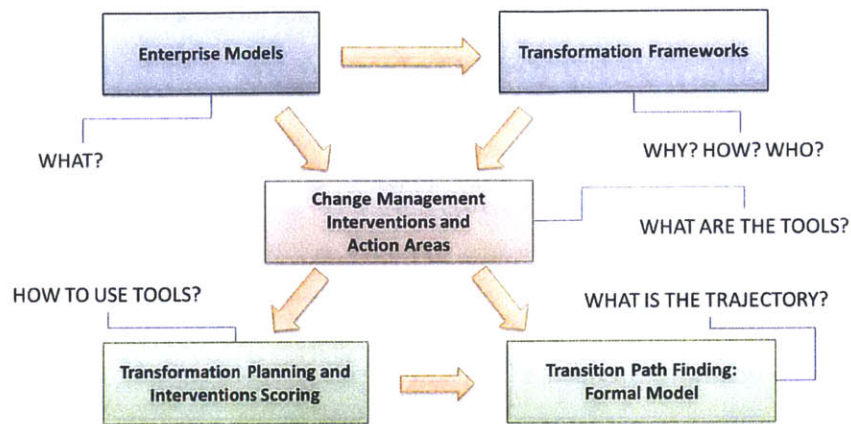 Enterprise Models
Transformation Frameworks
WHAT?
WHY? HOW? WHO?
Change Management
Interventions and
Action Areas
WHAT ARE THE TOOLS?
HOW TO USE TOOLS?
WHAT IS THE TRAJECTORY?
Transformation Planning and
Interventions Scoring
Transition Path Finding:
Formal Model